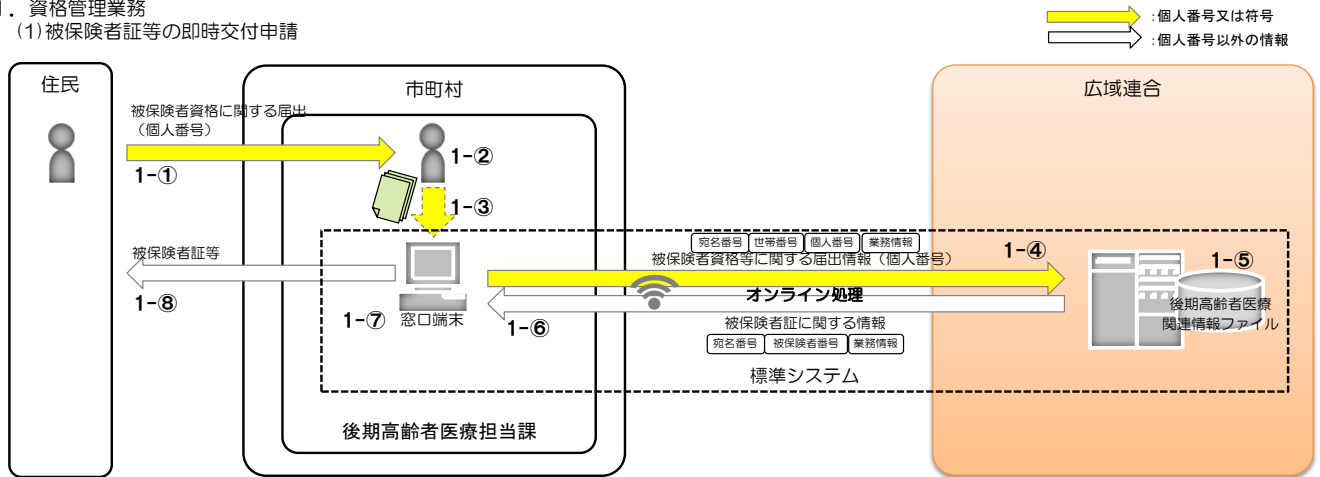 1．資格管理業務
(1)被保険者証等の即時交付申請
:個人番号又は符号
:個人番号以外の情報
住民
市町村
広域連合
被保険者資格に関する届出
（個人番号）
1-①
1-②
1-③
宛名番号 世帯番号 個人番号 業務情報
被保険者資格等に関する届出情報（個人番号）
1-④
1-⑤
被保険者証等
1-⑧
オンライン処理
後期高齢者医療
関連情報ファイル
1-⑦ 窓口端末
1-⑥
被保険者証に関する情報
宛名番号 被保険者番号 業務情報
標準システム
後期高齢者医療担当課